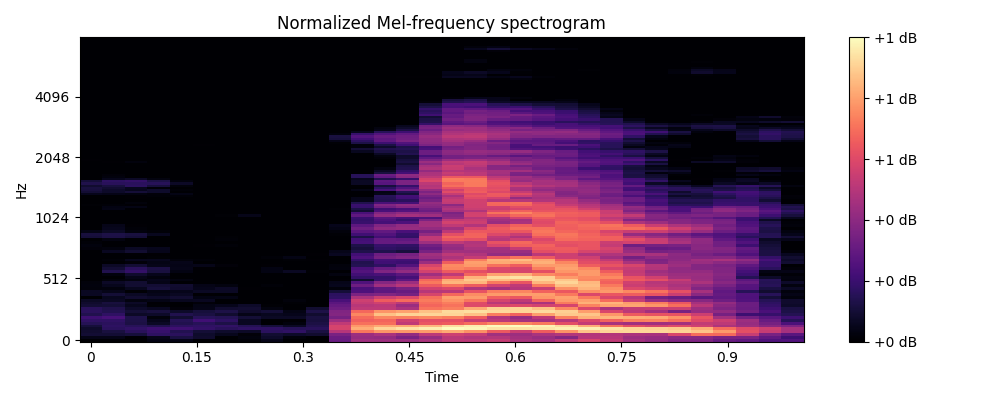 Normalized Mel-frequency spectrogram
Hz
4096
2048
1024
512
0
0 0.15 0.3 0.45 0.6 0.75 0.9
Time
+1 dB
+1 dB
+1 dB
+0 dB
+0 dB
+0 dB